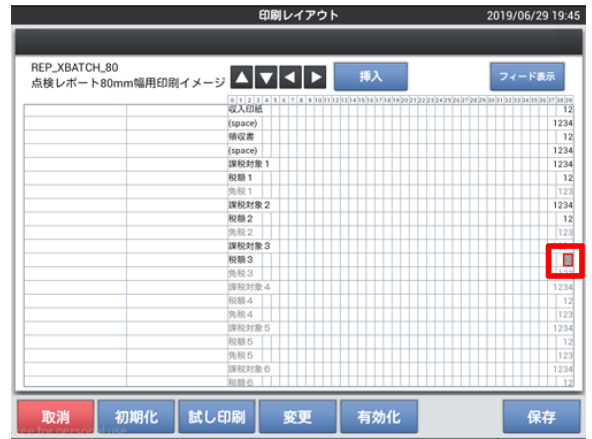 印刷レイアウト 2019/06/29 19:45
REP_XBATCH_80
点検レポート80mm幅用印刷イメージ ▲ ▼ ◀ ▶ 挿入 フィード表示
0 1 2 3 4 5 6 7 8 9 10 11 12 13 14 15 16 17 18 19 20 21 22 23 24 25 26 27 28 29 30 31 32 33 34 35 36 37 38 39
収入印紙 12
(space) 1234
領収書 12
(space) 1234
課税対象1 1234
税額1 12
免税1 123
課税対象2 1234
税額2 12
免税2 123
課税対象3
税額3
免税3 123
課税対象4 1234
税額4 12
免税4 123
課税対象5 1234
税額5 12
免税5 123
課税対象6 1234
税額6 12
取消 初期化 試し印刷 変更 有効化 保存
free for personal use